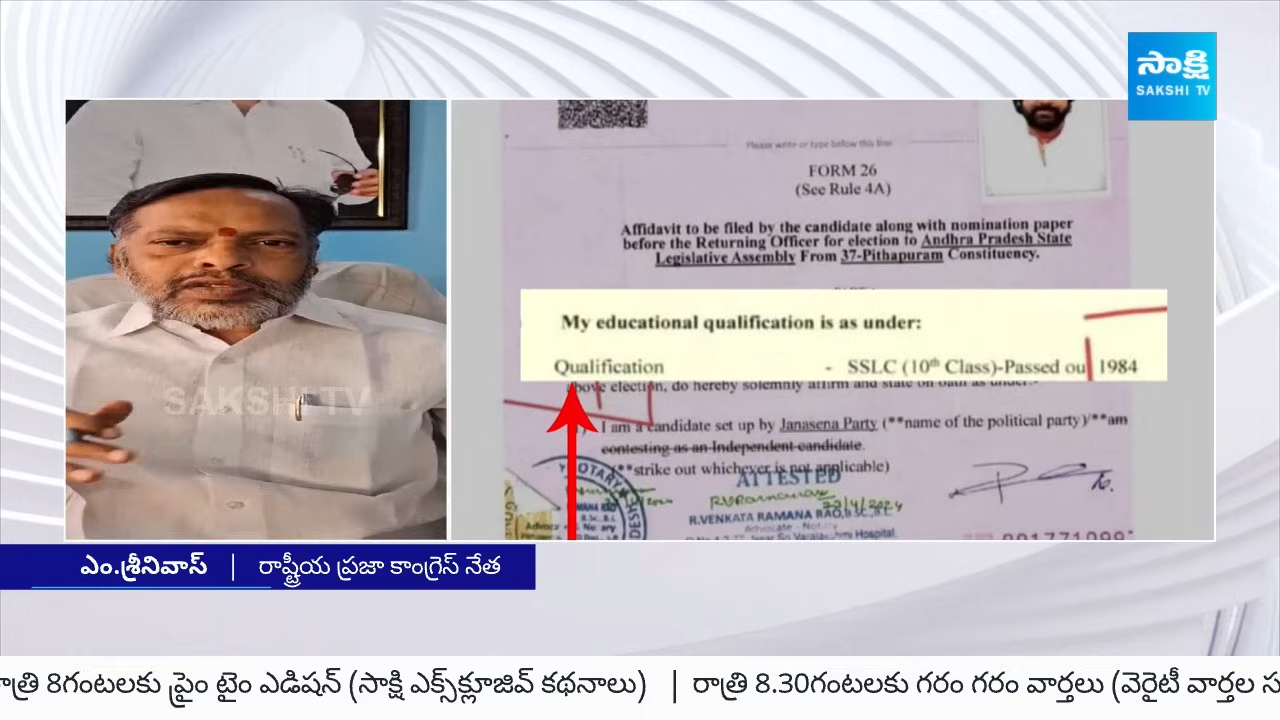 సాక్షి
SAKSHI TV
Please write or type below this line
FORM 26
(See Rule 4A)
Affidavit to be filed by the candidate along with nomination paper
before the Returning Officer for election to Andhra Pradesh State
Legislative Assembly From 37-Pithapuram Constituency.
My educational qualification is as under:
Qualification - SSLC (10th Class)-Passed ou 1984
above election, do hereby solemnly affirm and state on oath as under:-
I am a candidate set up by Janasena Party (**name of the political party)/**am
contesting as an Independent candidate.
(**strike out whichever is not applicable)
ATTESTED
22/4/2024
R.VENKATA RAMANA RAO, B.Sc., B.L.
Advocate - Notary
NOTARY
SAKSHI TV
ఎం.శ్రీనివాస్ | రాష్ట్రీయ ప్రజా కాంగ్రెస్ నేత
రాత్రి 8గంటలకు ప్రైం టైం ఎడిషన్ (సాక్షి ఎక్స్‌క్లూజివ్ కథనాలు) | రాత్రి 8.30గంటలకు గరం గరం వార్తలు (వెరైటీ వార్తల స